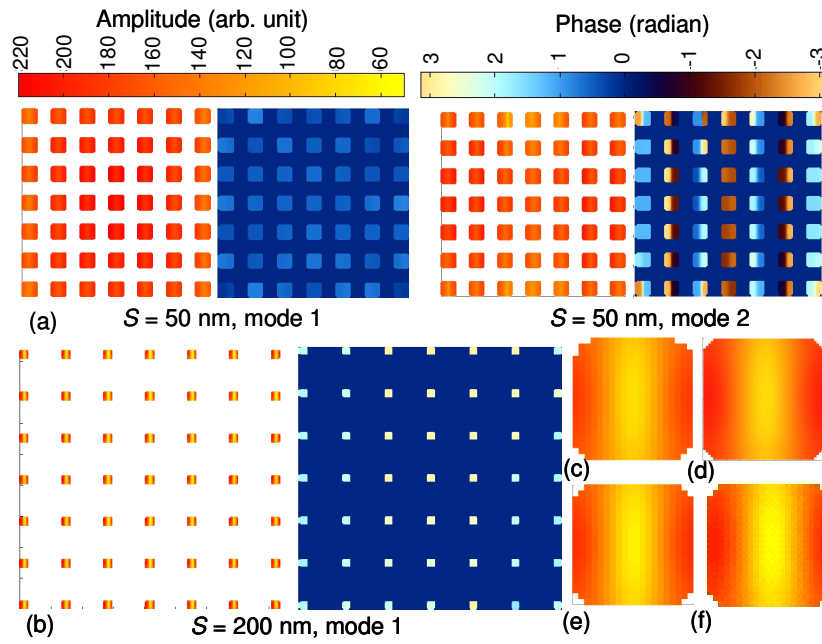 Amplitude (arb. unit)
220 200 180 160 140 120 100 80 60
Phase (radian)
3 2 1 0 -1 -2 -3
(a)
S = 50 nm, mode 1
S = 50 nm, mode 2
(c)
(d)
(b)
S = 200 nm, mode 1
(e)
(f)